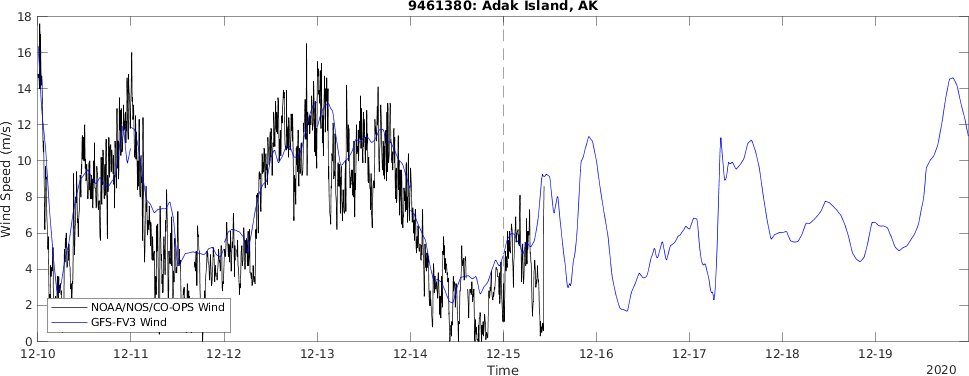 9461380: Adak Island, AK
Wind Speed (m/s)
18
16
14
12
10
8
6
4
2
0
NOAA/NOS/CO-OPS Wind
GFS-FV3 Wind
12-10 12-11 12-12 12-13 12-14 12-15 12-16 12-17 12-18 12-19
Time
2020